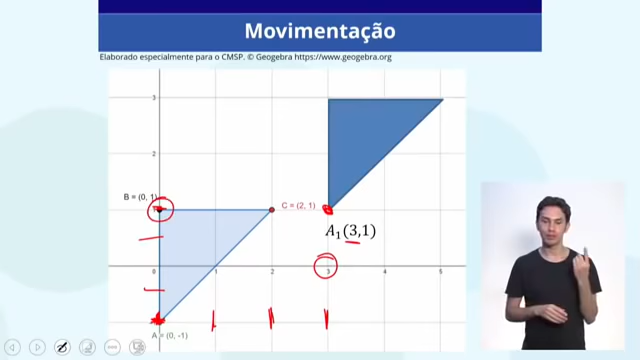 Movimentação
Elaborado especialmente para o CMSP. © Geogebra https://www.geogebra.org
3
2
B = (0, 1)
C = (2, 1)
A₁(3,1)
0 1 2 3 4 5
A = (0, -1)